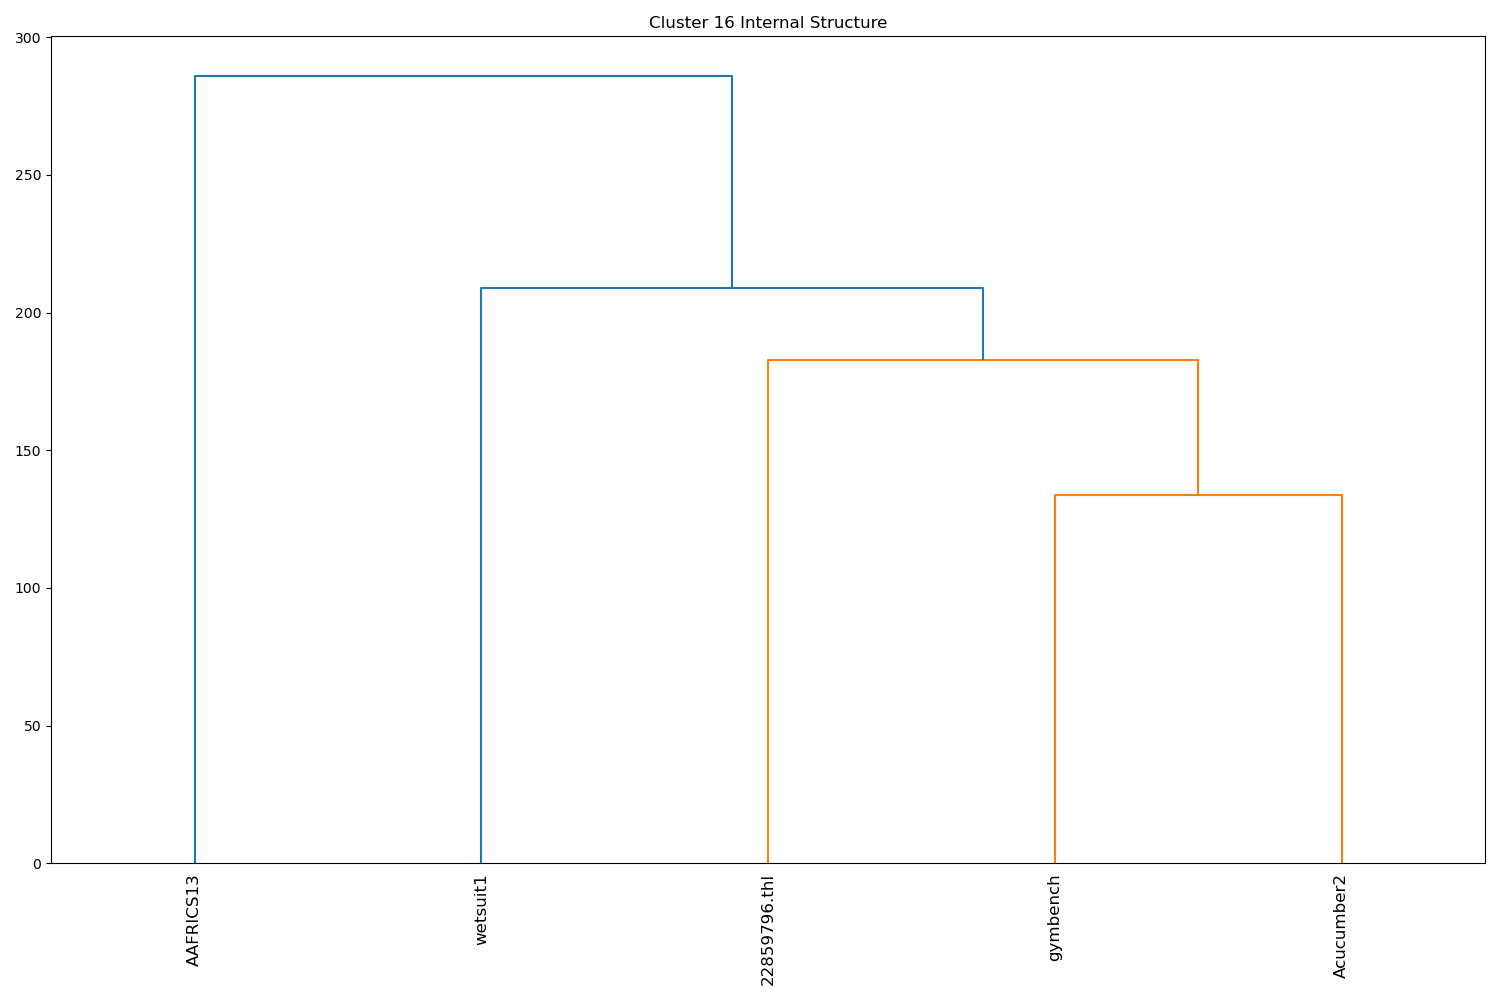 Cluster 16 Internal Structure
300
250
200
150
100
50
0
AAFRICS13
wetsuit1
22859796.thl
gymbench
Acucumber2